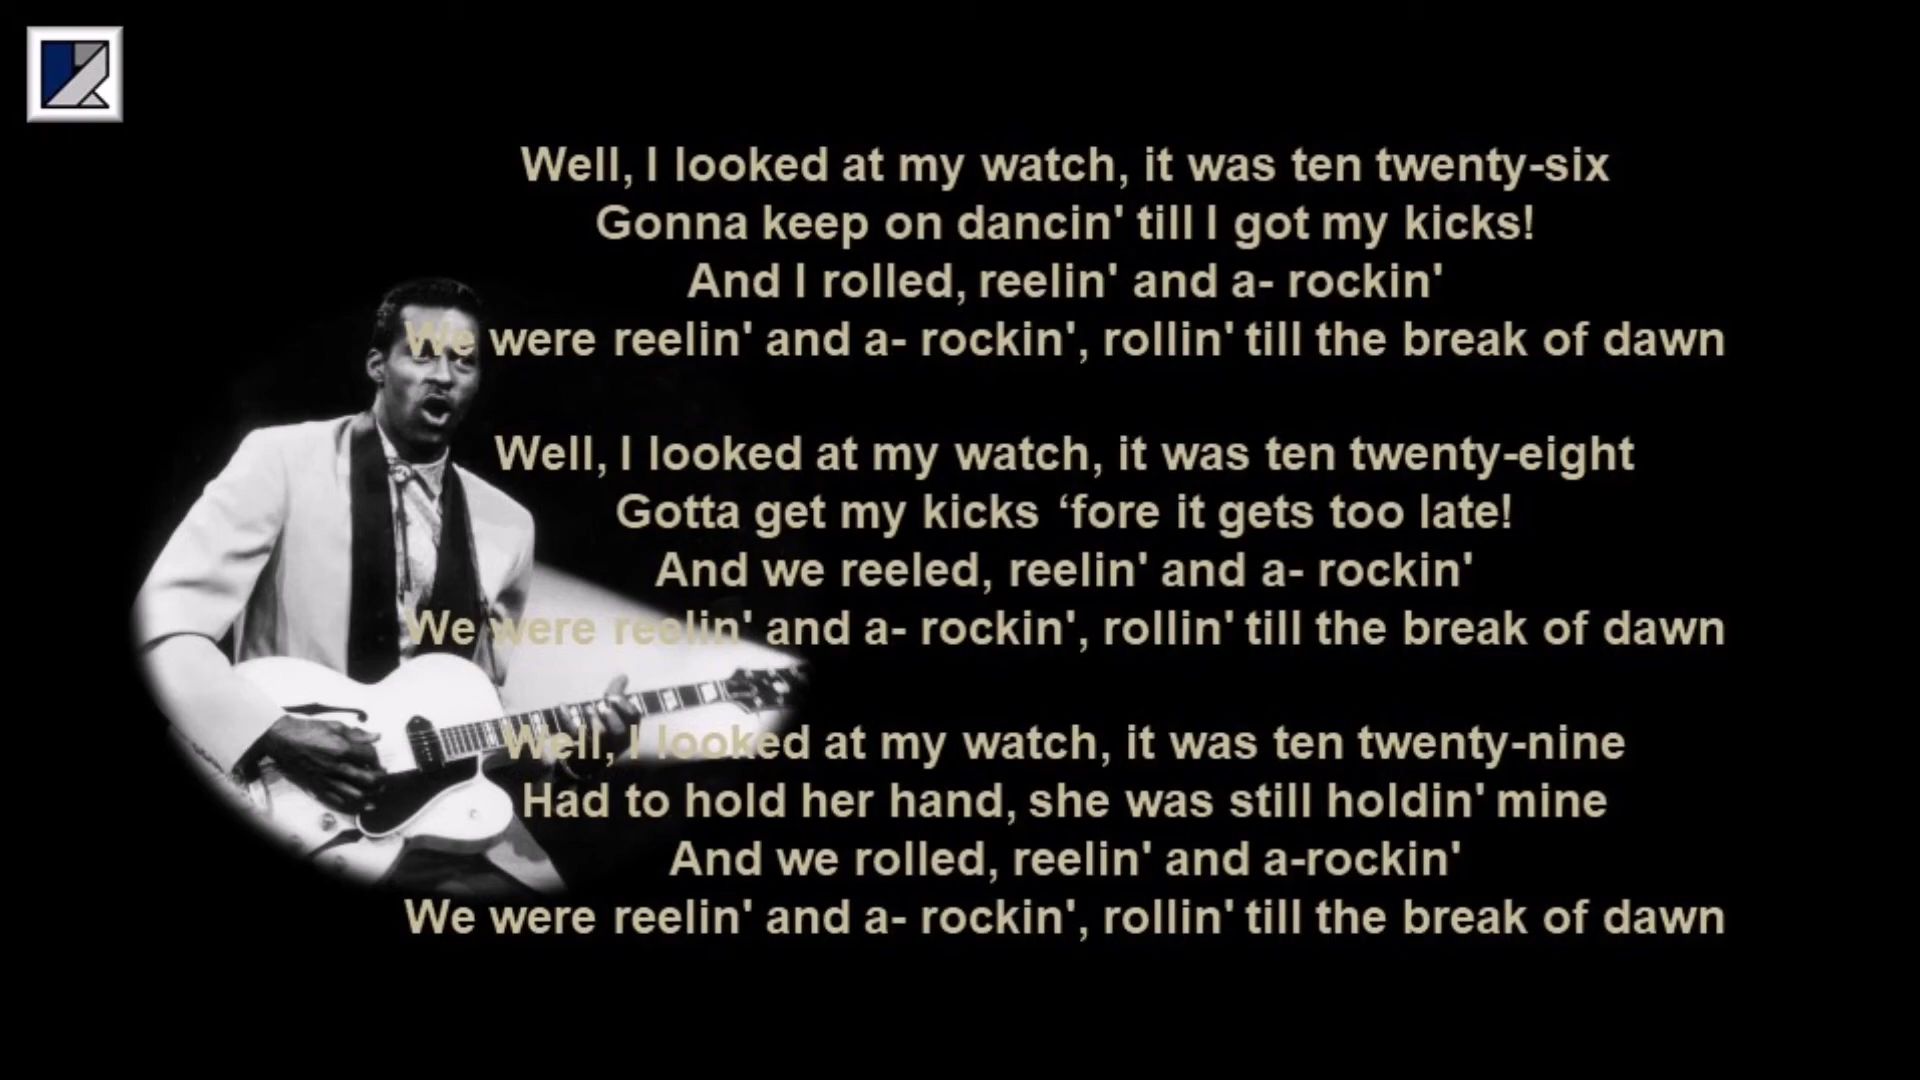 Well, I looked at my watch, it was ten twenty-six
Gonna keep on dancin' till I got my kicks!
And I rolled, reelin' and a- rockin'
We were reelin' and a- rockin', rollin' till the break of dawn
Well, I looked at my watch, it was ten twenty-eight
Gotta get my kicks ‘fore it gets too late!
And we reeled, reelin' and a- rockin'
We were reelin' and a- rockin', rollin' till the break of dawn
Well, I looked at my watch, it was ten twenty-nine
Had to hold her hand, she was still holdin' mine
And we rolled, reelin' and a-rockin'
We were reelin' and a- rockin', rollin' till the break of dawn